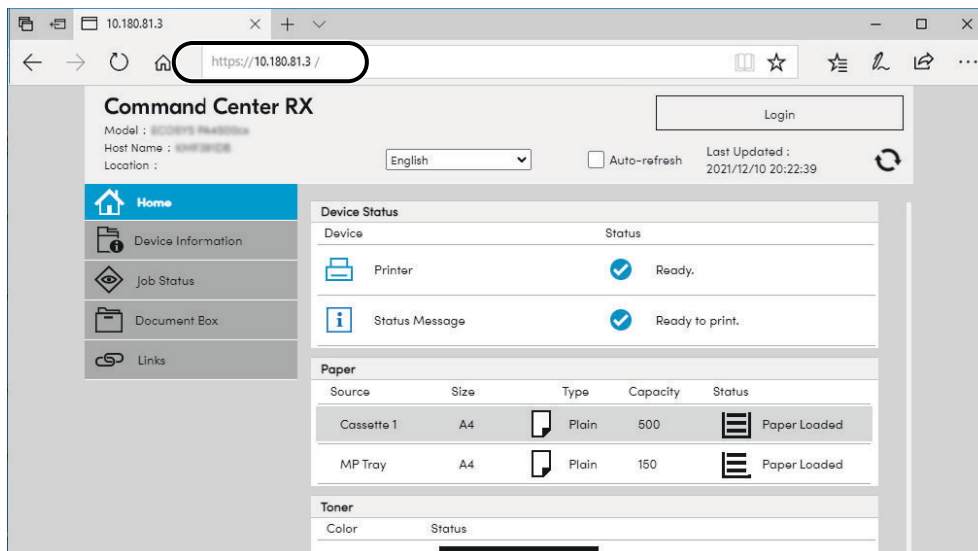 10.180.81.3
https://10.180.81.3 /
Command Center RX
Login
Model :
Host Name :
Location :
English
Auto-refresh
Last Updated :
2021/12/10 20:22:39
Home
Device Information
Job Status
Document Box
Links
Device Status
Device Status
Printer Ready.
Status Message Ready to print.
Paper
Source Size Type Capacity Status
Cassette 1 A4 Plain 500 Paper Loaded
MP Tray A4 Plain 150 Paper Loaded
Toner
Color Status